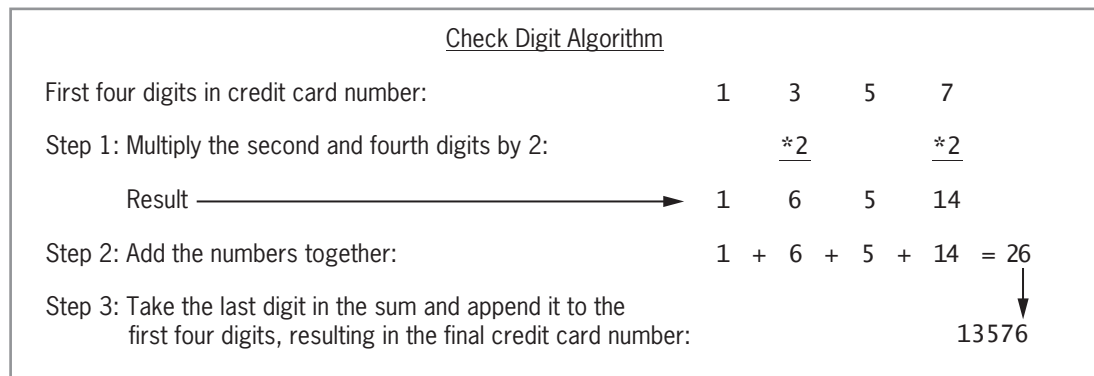 Check Digit Algorithm
First four digits in credit card number: 1 3 5 7
Step 1: Multiply the second and fourth digits by 2: *2 *2
Result 1 6 5 14
Step 2: Add the numbers together: 1 + 6 + 5 + 14 = 26
Step 3: Take the last digit in the sum and append it to the
first four digits, resulting in the final credit card number: 13576